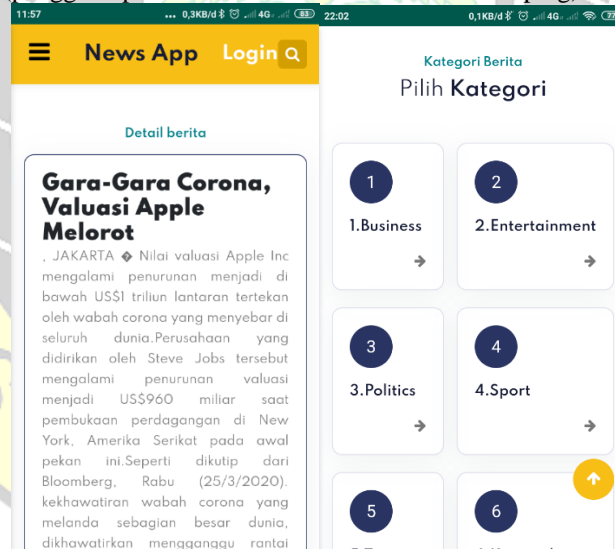 11:57
... 0,3KB/d 4G 83
News App Login
Detail berita
Gara-Gara Corona,
Valuasi Apple
Melorot
, JAKARTA � Nilai valuasi Apple Inc
mengalami penurunan menjadi di
bawah US$1 triliun lantaran tertekan
oleh wabah corona yang menyebar di
seluruh dunia.Perusahaan yang
didirikan oleh Steve Jobs tersebut
mengalami penurunan valuasi
menjadi US$960 miliar saat
pembukaan perdagangan di New
York, Amerika Serikat pada awal
pekan ini.Seperti dikutip dari
Bloomberg, Rabu (25/3/2020).
kekhawatiran wabah corona yang
melanda sebagian besar dunia,
dikhawatirkan mengganggu rantai
22:02
0,1KB/d 4G 77
Kategori Berita
Pilih Kategori
1
1.Business
2
2.Entertainment
3
3.Politics
4
4.Sport
5
6